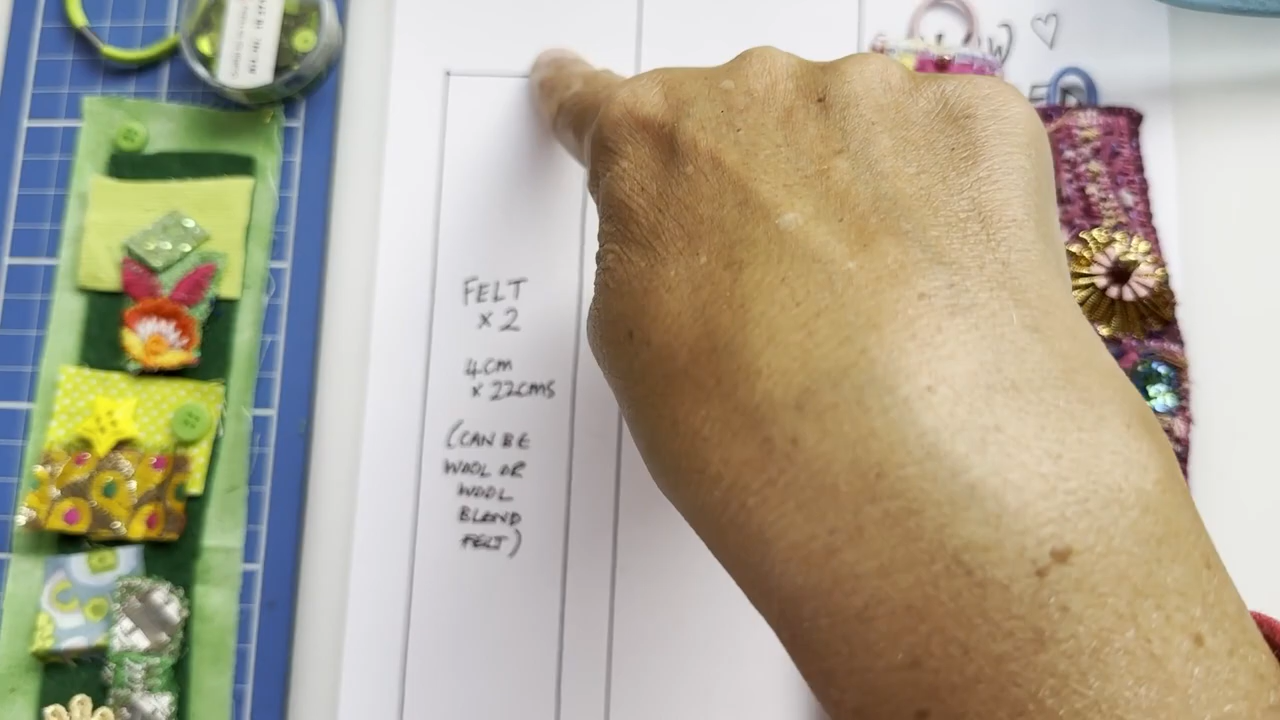 FELT
x 2
4cm
x 22cms
(CAN BE
WOOL OR
WOOL
BLEND
FELT)